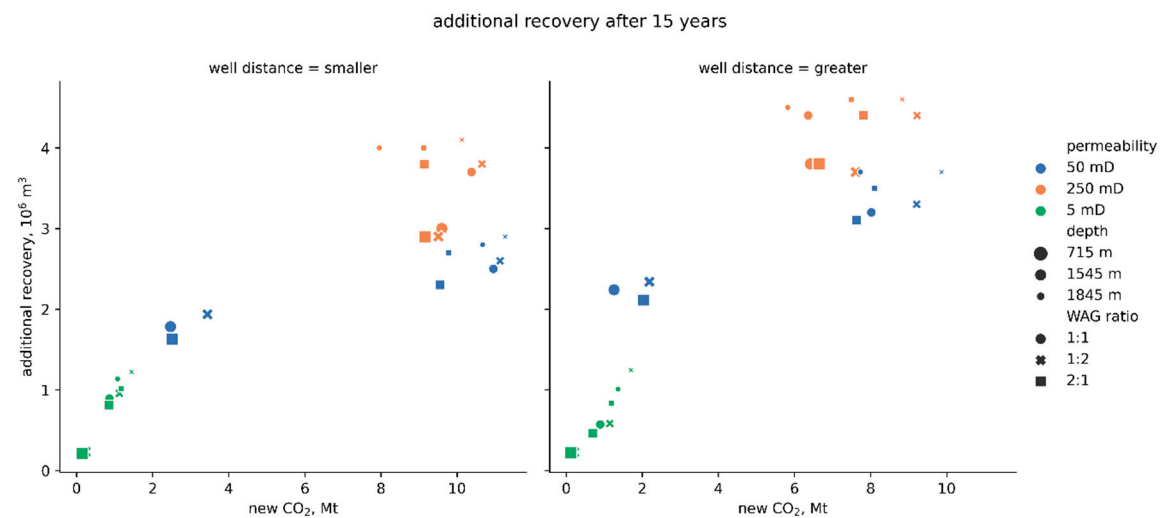 additional recovery after 15 years
well distance = smaller
well distance = greater
additional recovery, 10⁶ m³
4
3
2
1
0
0 2 4 6 8 10
new CO₂, Mt
0 2 4 6 8 10
new CO₂, Mt
permeability
50 mD
250 mD
5 mD
depth
715 m
1545 m
1845 m
WAG ratio
1:1
1:2
2:1